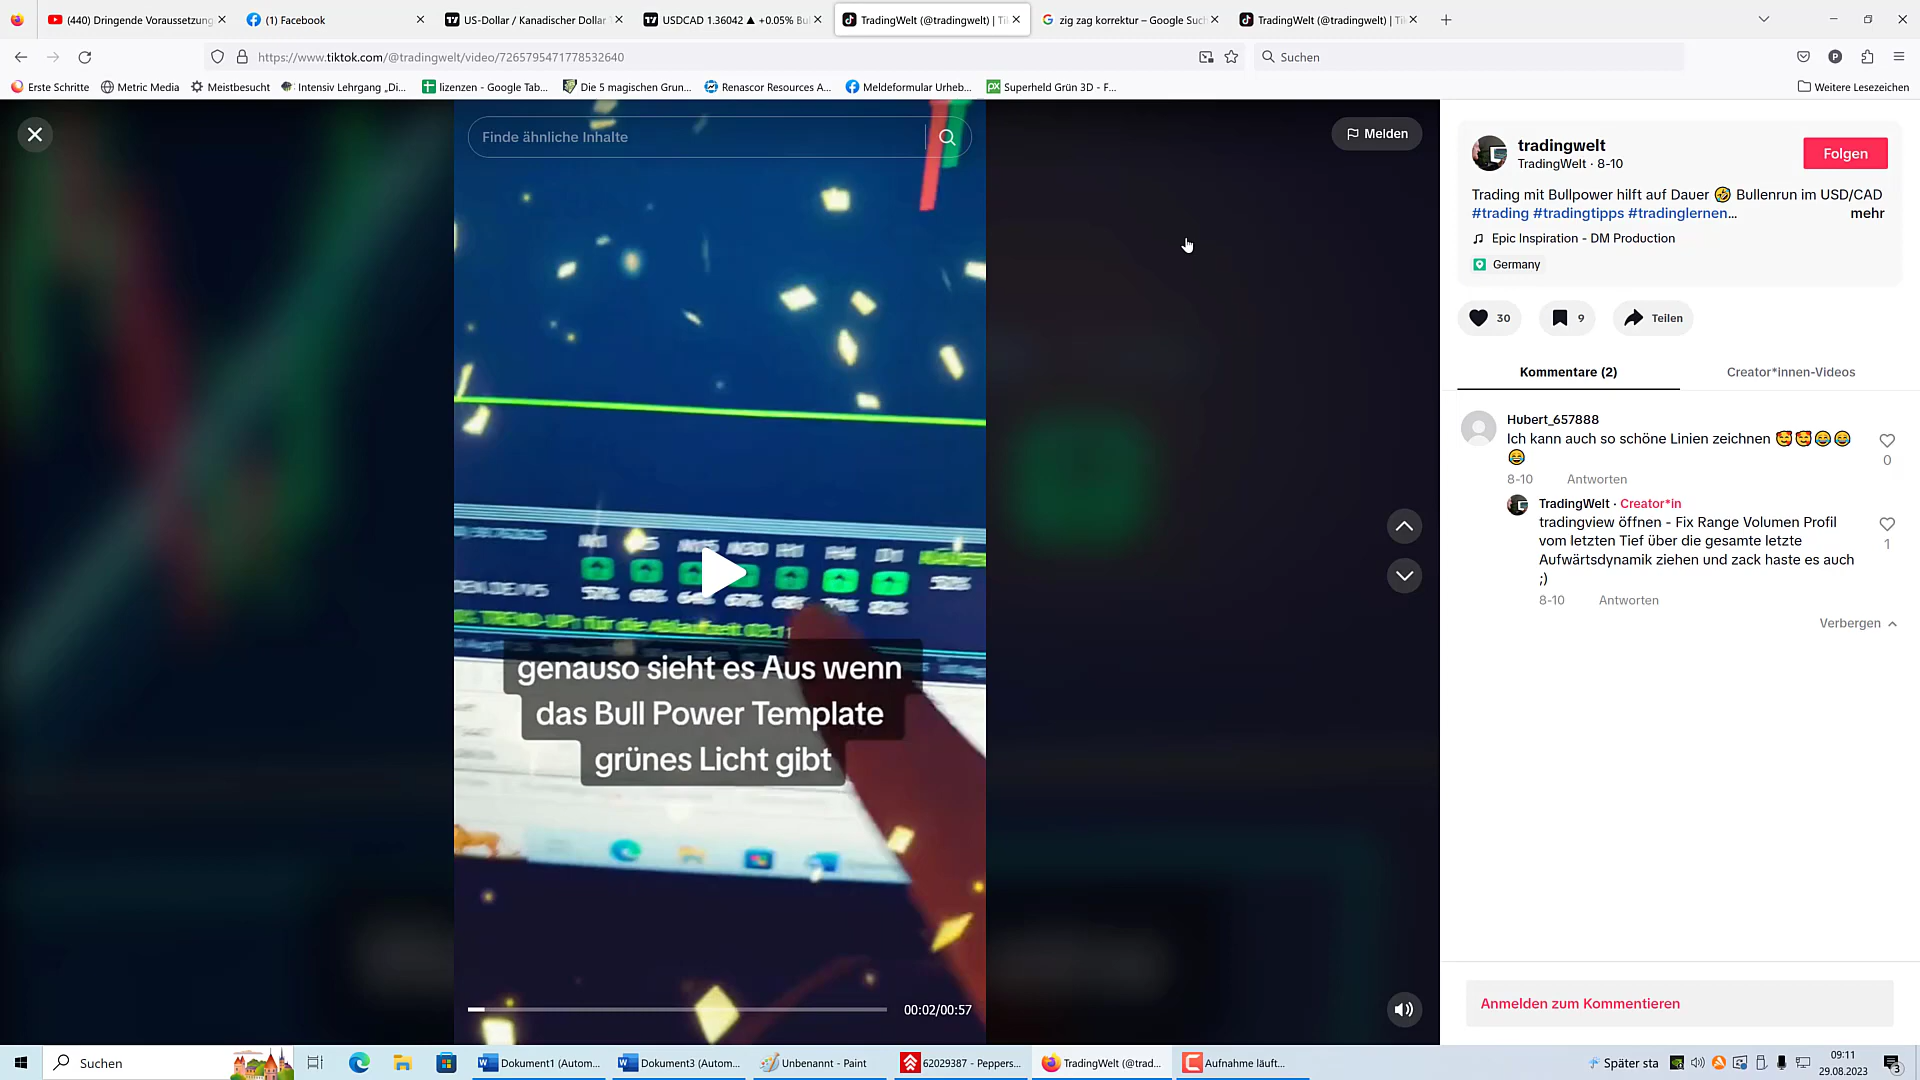 (440) Dringende Voraussetzung
(1) Facebook
US-Dollar / Kanadischer Dollar
USDCAD 1.36042 ▲ +0.05% Bu
TradingWelt (@tradingwelt) | Ti
zig zag korrektur – Google Suc
TradingWelt (@tradingwelt) | Ti
https://www.tiktok.com/@tradingwelt/video/7265795471778532640
Suchen
Erste Schritte
Metric Media
Meistbesucht
Intensiv Lehrgang „Di...
lizenzen - Google Tab...
Die 5 magischen Grun...
Renascor Resources A...
Meldeformular Urheb...
Superheld Grün 3D - F...
Weitere Lesezeichen
Finde ähnliche Inhalte
Melden
tradingwelt
TradingWelt · 8-10
Folgen
Trading mit Bullpower hilft auf Dauer 🤣 Bullenrun im USD/CAD
#trading #tradingtipps #tradinglernen...
mehr
Epic Inspiration - DM Production
Germany
30
9
Teilen
Kommentare (2)
Creator*innen-Videos
Hubert_657888
Ich kann auch so schöne Linien zeichnen 🥰🥰😂😂
😂
0
8-10
Antworten
TradingWelt · Creator*in
tradingview öffnen - Fix Range Volumen Profil
vom letzten Tief über die gesamte letzte
Aufwärtsdynamik ziehen und zack haste es auch
;)
1
8-10
Antworten
Verbergen
genauso sieht es Aus wenn
das Bull Power Template
grünes Licht gibt
00:02/00:57
Anmelden zum Kommentieren
Suchen
Dokument1 (Autom...
Dokument3 (Autom...
Unbenannt - Paint
62029387 - Peppers...
TradingWelt (@trad...
Aufnahme läuft...
Später sta
09:11
29.08.2023
3